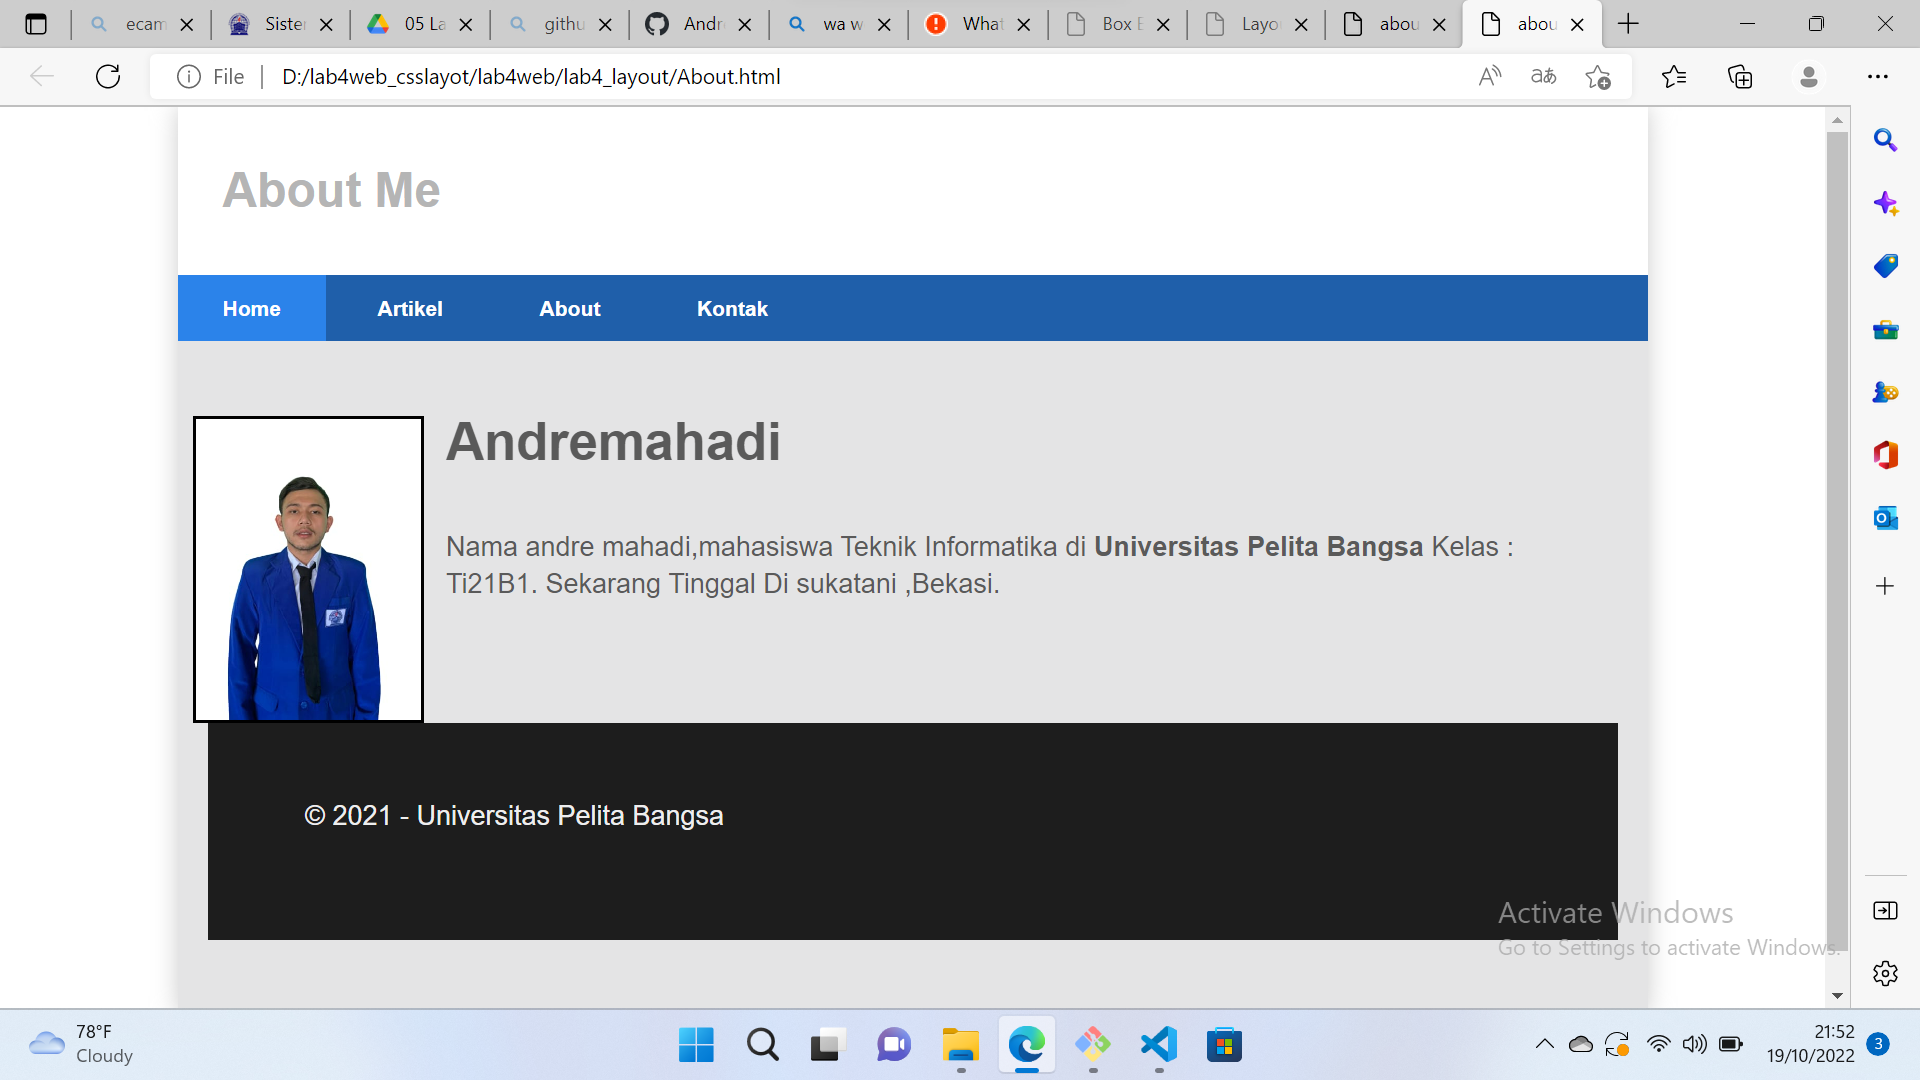 ecam
Sister
05 La
githu
Andr
wa w
What
Box E
Layo
abou
abou
File
D:/lab4web_csslayot/lab4web/lab4_layout/About.html
About Me
Home
Artikel
About
Kontak
Andremahadi
Nama andre mahadi,mahasiswa Teknik Informatika di Universitas Pelita Bangsa Kelas :
Ti21B1. Sekarang Tinggal Di sukatani ,Bekasi.
© 2021 - Universitas Pelita Bangsa
Activate Windows
Go to Settings to activate Windows.
78°F
Cloudy
21:52
19/10/2022
3